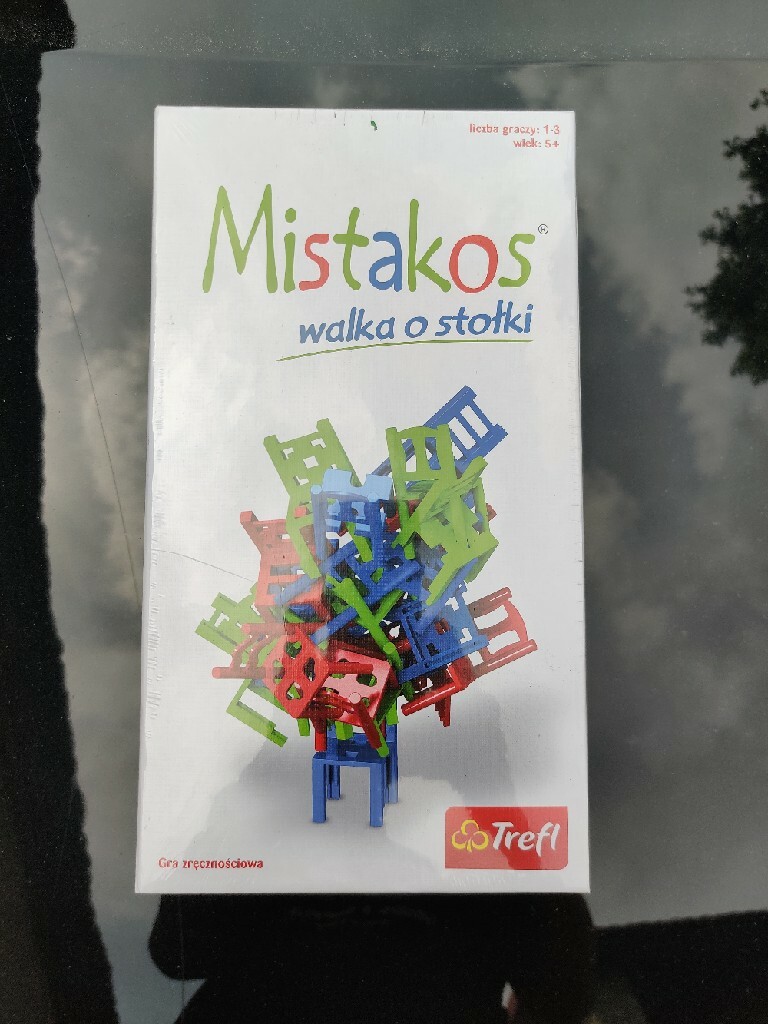 liczba graczy: 1-3
wiek: 5+
Mistakos®
walka o stołki
Trefl
Gra zręcznościowa